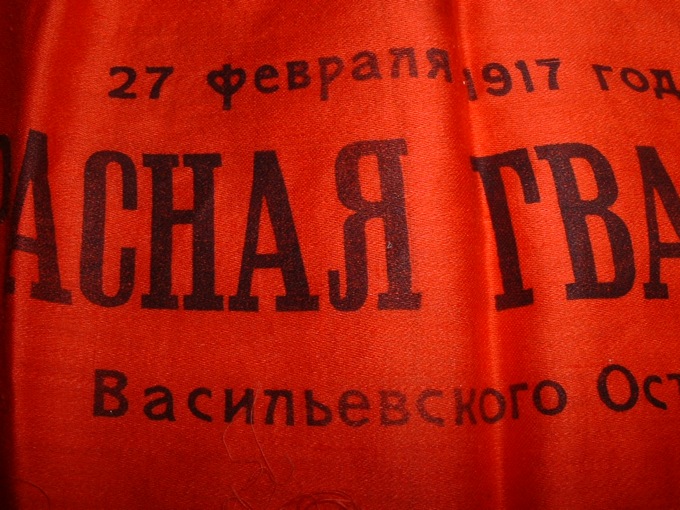 27 февраля 1917 год
РАСНАЯ ГВА
Васильевского Ост